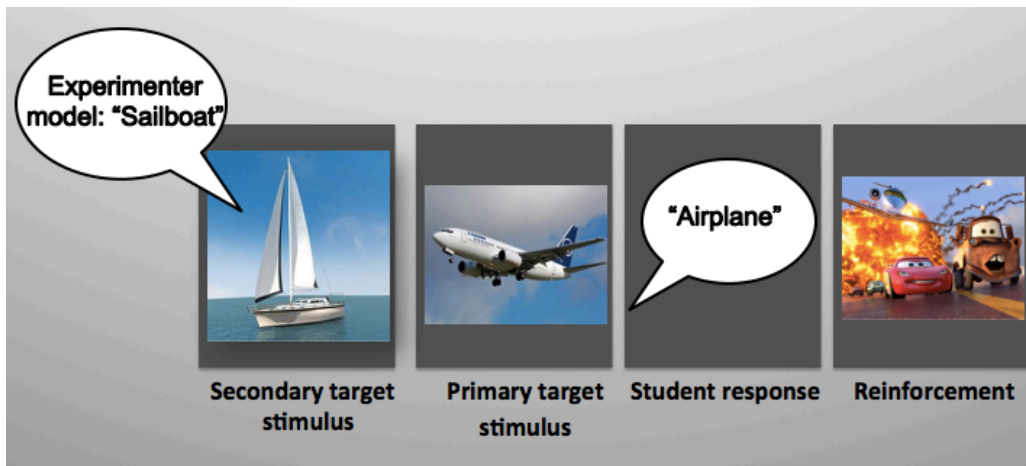 Experimenter
model: “Sailboat”
“Airplane”
Secondary target
stimulus
Primary target
stimulus
Student response
Reinforcement